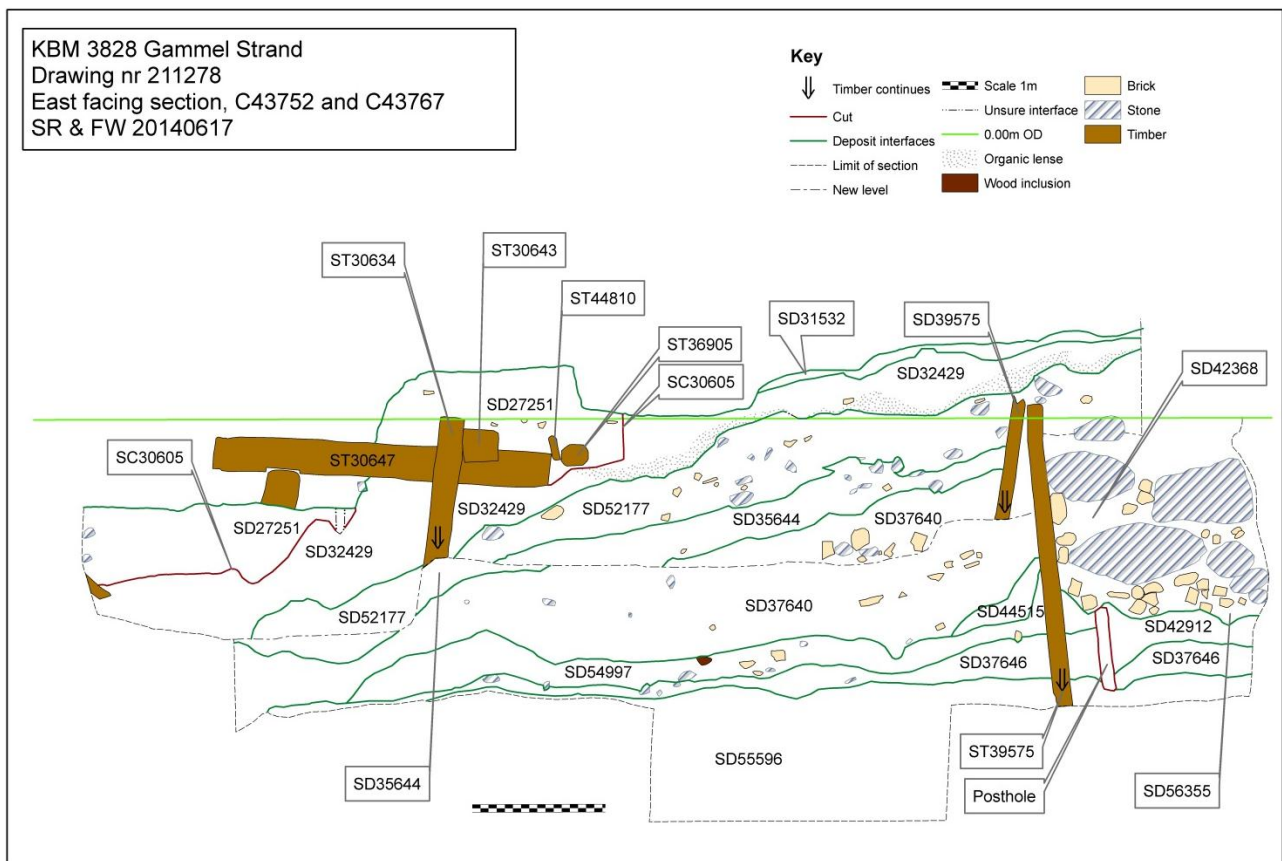 KBM 3828 Gammel Strand
Drawing nr 211278
East facing section, C43752 and C43767
SR & FW 20140617
Key
Timber continues
Cut
Deposit interfaces
Limit of section
New level
Scale 1m
Unsure interface
0.00m OD
Organic lense
Wood inclusion
Brick
Stone
Timber
ST30634
ST30643
ST44810
ST36905
SC30605
SD31532
SD39575
SD42368
SD32429
SD27251
SC30605
ST30647
SD27251
SD32429
SD32429
SD52177
SD35644
SD37640
SD52177
SD37640
SD44515
SD42912
SD54997
SD37646
SD37646
SD35644
SD55596
ST39575
Posthole
SD56355